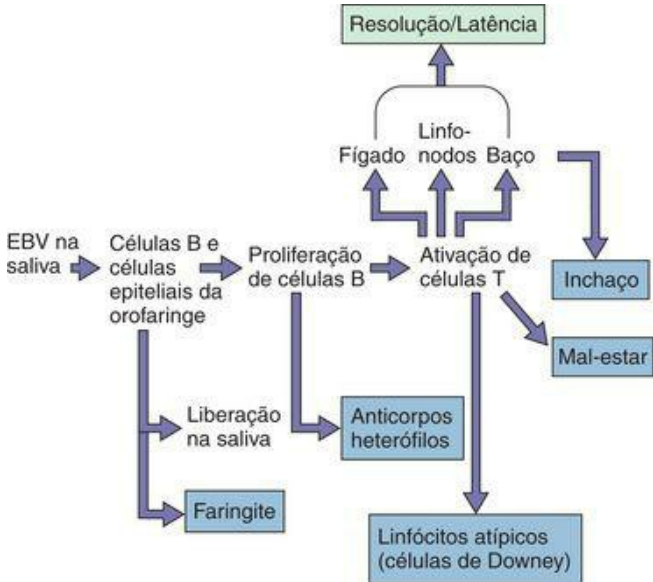 Resolução/Latência
Linfo-
Fígado nodos Baço
EBV na
saliva
Células B e
células
epiteliais da
orofaringe
Proliferação
de células B
Ativação de
células T
Inchaço
Mal-estar
Liberação
na saliva
Anticorpos
heterófilos
Faringite
Linfócitos atípicos
(células de Downey)